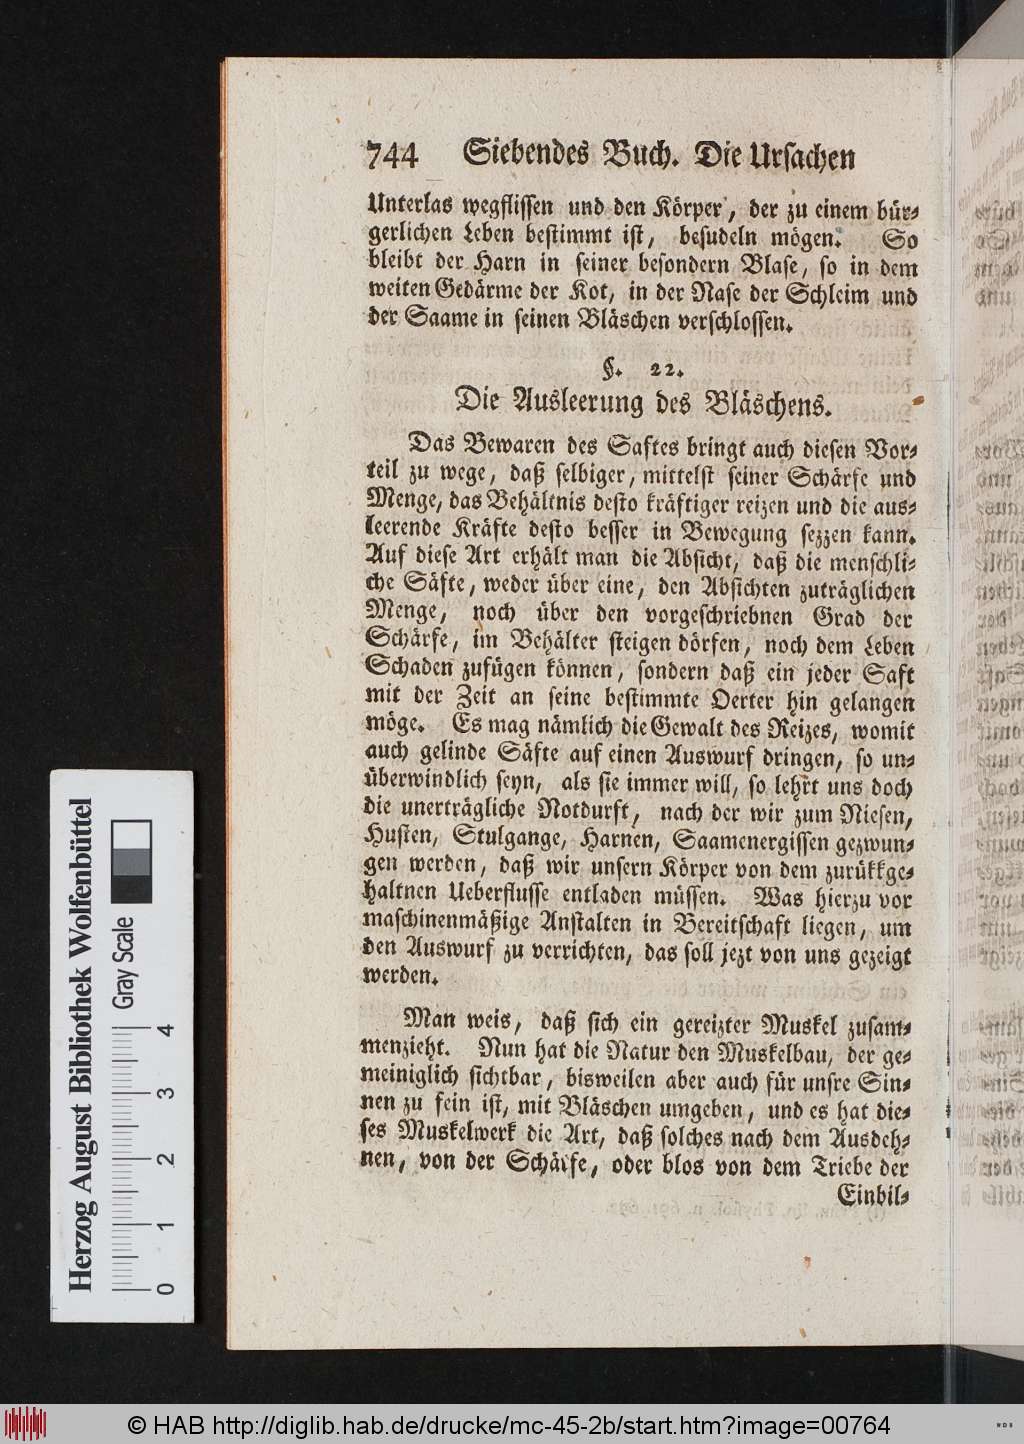 744 Siebendes Buch. Die Urſachen
Unterlas wegfliſſen und den Körper, der zu einem bür⸗
gerlichen Leben beſtimmt iſt, beſudeln mögen. So
bleibt der Harn in ſeiner beſondern Blaſe, ſo in dem
weiten Gedärme der Kot, in der Naſe der Schleim und
der Saame in ſeinen Bläschen verſchloſſen.
§. 22.
Die Ausleerung des Bläschens.
Das Bewaren des Saftes bringt auch dieſen Vor⸗
teil zu wege, daß ſelbiger, mittelſt ſeiner Schärfe und
Menge, das Behältnis deſto kräftiger reizen und die aus⸗
leerende Kräfte deſto beſſer in Bewegung ſezzen kann.
Auf dieſe Art erhält man die Abſicht, daß die menſchli⸗
che Säfte, weder über eine, den Abſichten zuträglichen
Menge, noch über den vorgeſchriebnen Grad der
Schärfe, im Behälter ſteigen dörfen, noch dem Leben
Schaden zufügen können, ſondern daß ein jeder Saft
mit der Zeit an ſeine beſtimmte Oerter hin gelangen
möge. Es mag nämlich die Gewalt des Reizes, womit
auch gelinde Säfte auf einen Auswurf dringen, ſo un⸗
überwindlich ſeyn, als ſie immer will, ſo lehrt uns doch
die unerträgliche Notdurft, nach der wir zum Nieſen,
Huſten, Stulgange, Harnen, Saamenergiſſen gezwun⸗
gen werden, daß wir unſern Körper von dem zurükkge⸗
haltnen Ueberfluſſe entladen müſſen. Was hierzu vor
maſchinenmäßige Anſtalten in Bereitſchaft liegen, um
den Auswurf zu verrichten, das ſoll jezt von uns gezeigt
werden.
Man weis, daß ſich ein gereizter Muskel zuſam⸗
menzieht. Nun hat die Natur den Muskelbau, der ge⸗
meiniglich ſichtbar, bisweilen aber auch für unſre Sin⸗
nen zu fein iſt, mit Bläschen umgeben, und es hat die⸗
ſes Muskelwerk die Art, daß ſolches nach dem Ausdeh⸗
nen, von der Schärfe, oder blos von dem Triebe der
Einbil⸗
Herzog August Bibliothek Wolfenbüttel
Gray Scale
0 1 2 3 4
© HAB http://diglib.hab.de/drucke/mc-45-2b/start.htm?image=00764